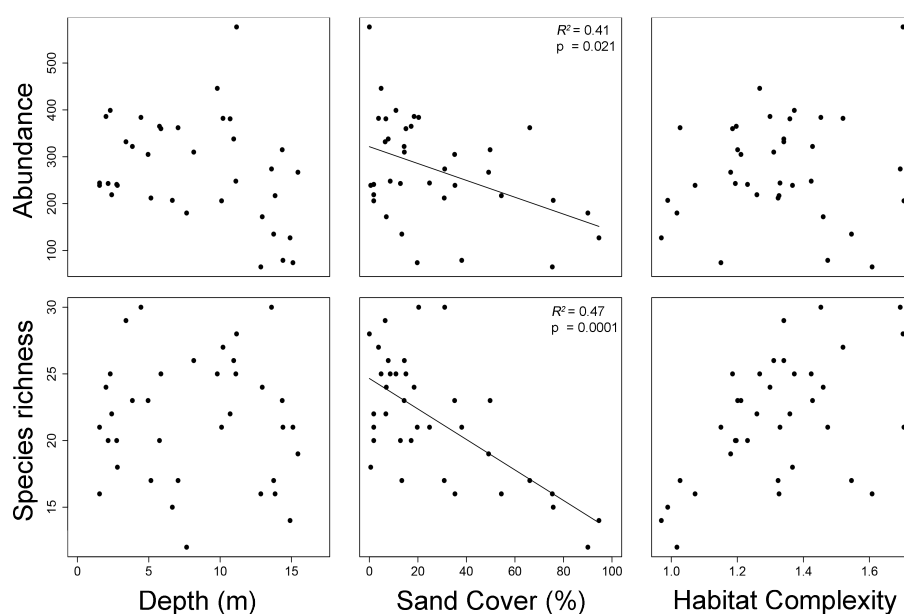 R² = 0.41
p = 0.021
Abundance
500
400
300
200
100
R² = 0.47
p = 0.0001
Species richness
30
25
20
15
0 5 10 15
0 20 40 60 80 100
1.0 1.2 1.4 1.6
Depth (m) Sand Cover (%) Habitat Complexity